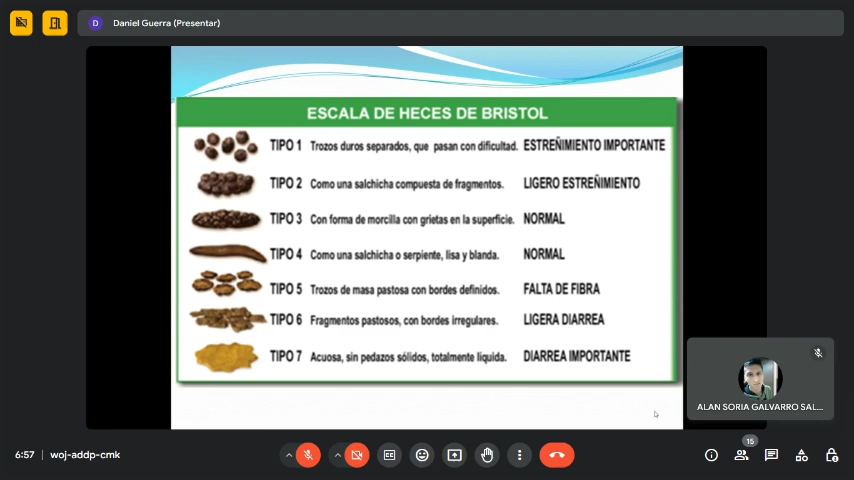 D Daniel Guerra (Presentar)
ESCALA DE HECES DE BRISTOL
TIPO 1 Trozos duros separados, que pasan con dificultad. ESTREÑIMIENTO IMPORTANTE
TIPO 2 Como una salchicha compuesta de fragmentos. LIGERO ESTREÑIMIENTO
TIPO 3 Con forma de morcilla con grietas en la superficie. NORMAL
TIPO 4 Como una salchicha o serpiente, lisa y blanda. NORMAL
TIPO 5 Trozos de masa pastosa con bordes definidos. FALTA DE FIBRA
TIPO 6 Fragmentos pastosos, con bordes irregulares. LIGERA DIARREA
TIPO 7 Acuosa, sin pedazos sólidos, totalmente líquida. DIARREA IMPORTANTE
ALAN SORIA GALVARRO SAL...
6:57 woj-addp-cmk
CC
15